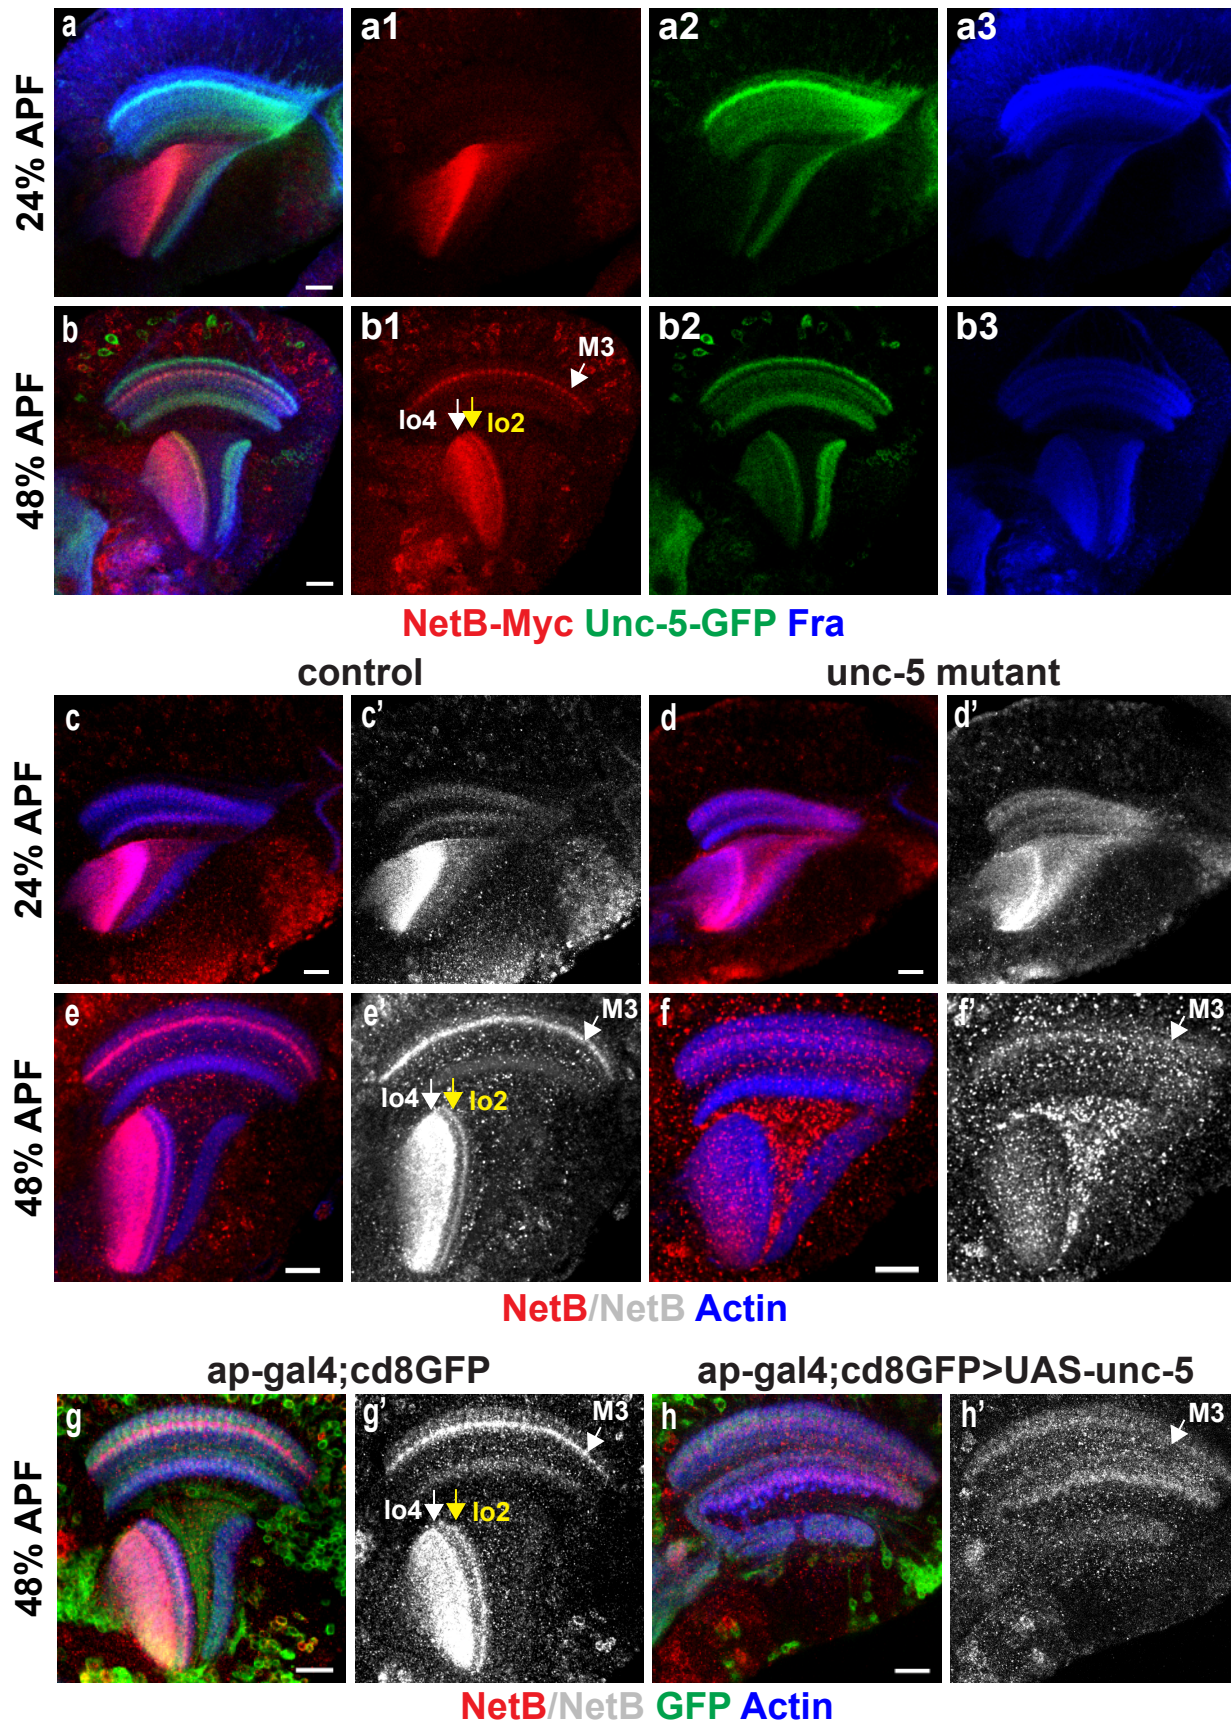 24% APF
a
a1
a2
a3
48% APF
b
b1
M3
lo4
lo2
b2
b3
NetB-Myc Unc-5-GFP Fra
control
unc-5 mutant
24% APF
c
c'
d
d'
48% APF
e
e'
M3
lo4
lo2
f
f'
M3
NetB/NetB Actin
ap-gal4;cd8GFP
ap-gal4;cd8GFP>UAS-unc-5
48% APF
g
g'
M3
lo4
lo2
h
h'
M3
NetB/NetB GFP Actin